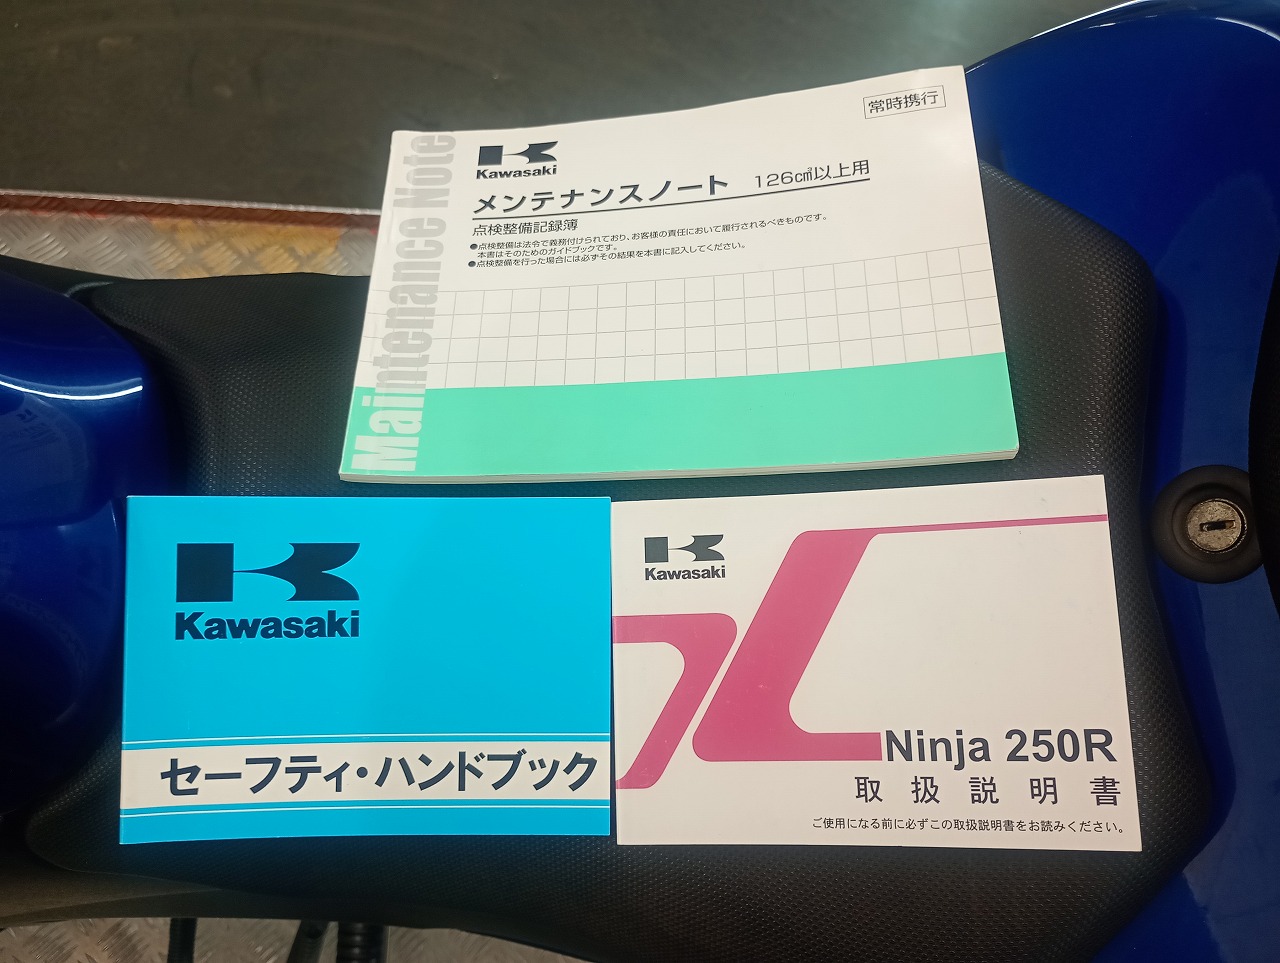 常時携行
Kawasaki
メンテナンスノート 126c㎥以上用
点検整備記録簿
●点検整備は法令で義務付けられており、お客様の責任において履行されるべきものです。
本書はそのためのガイドブックです。
●点検整備を行った場合には必ずその結果を本書に記入してください。
Maintenance Note
Kawasaki
セーフティ・ハンドブック
Kawasaki
Ninja 250R
取扱説明書
ご使用になる前に必ずこの取扱説明書をお読みください。